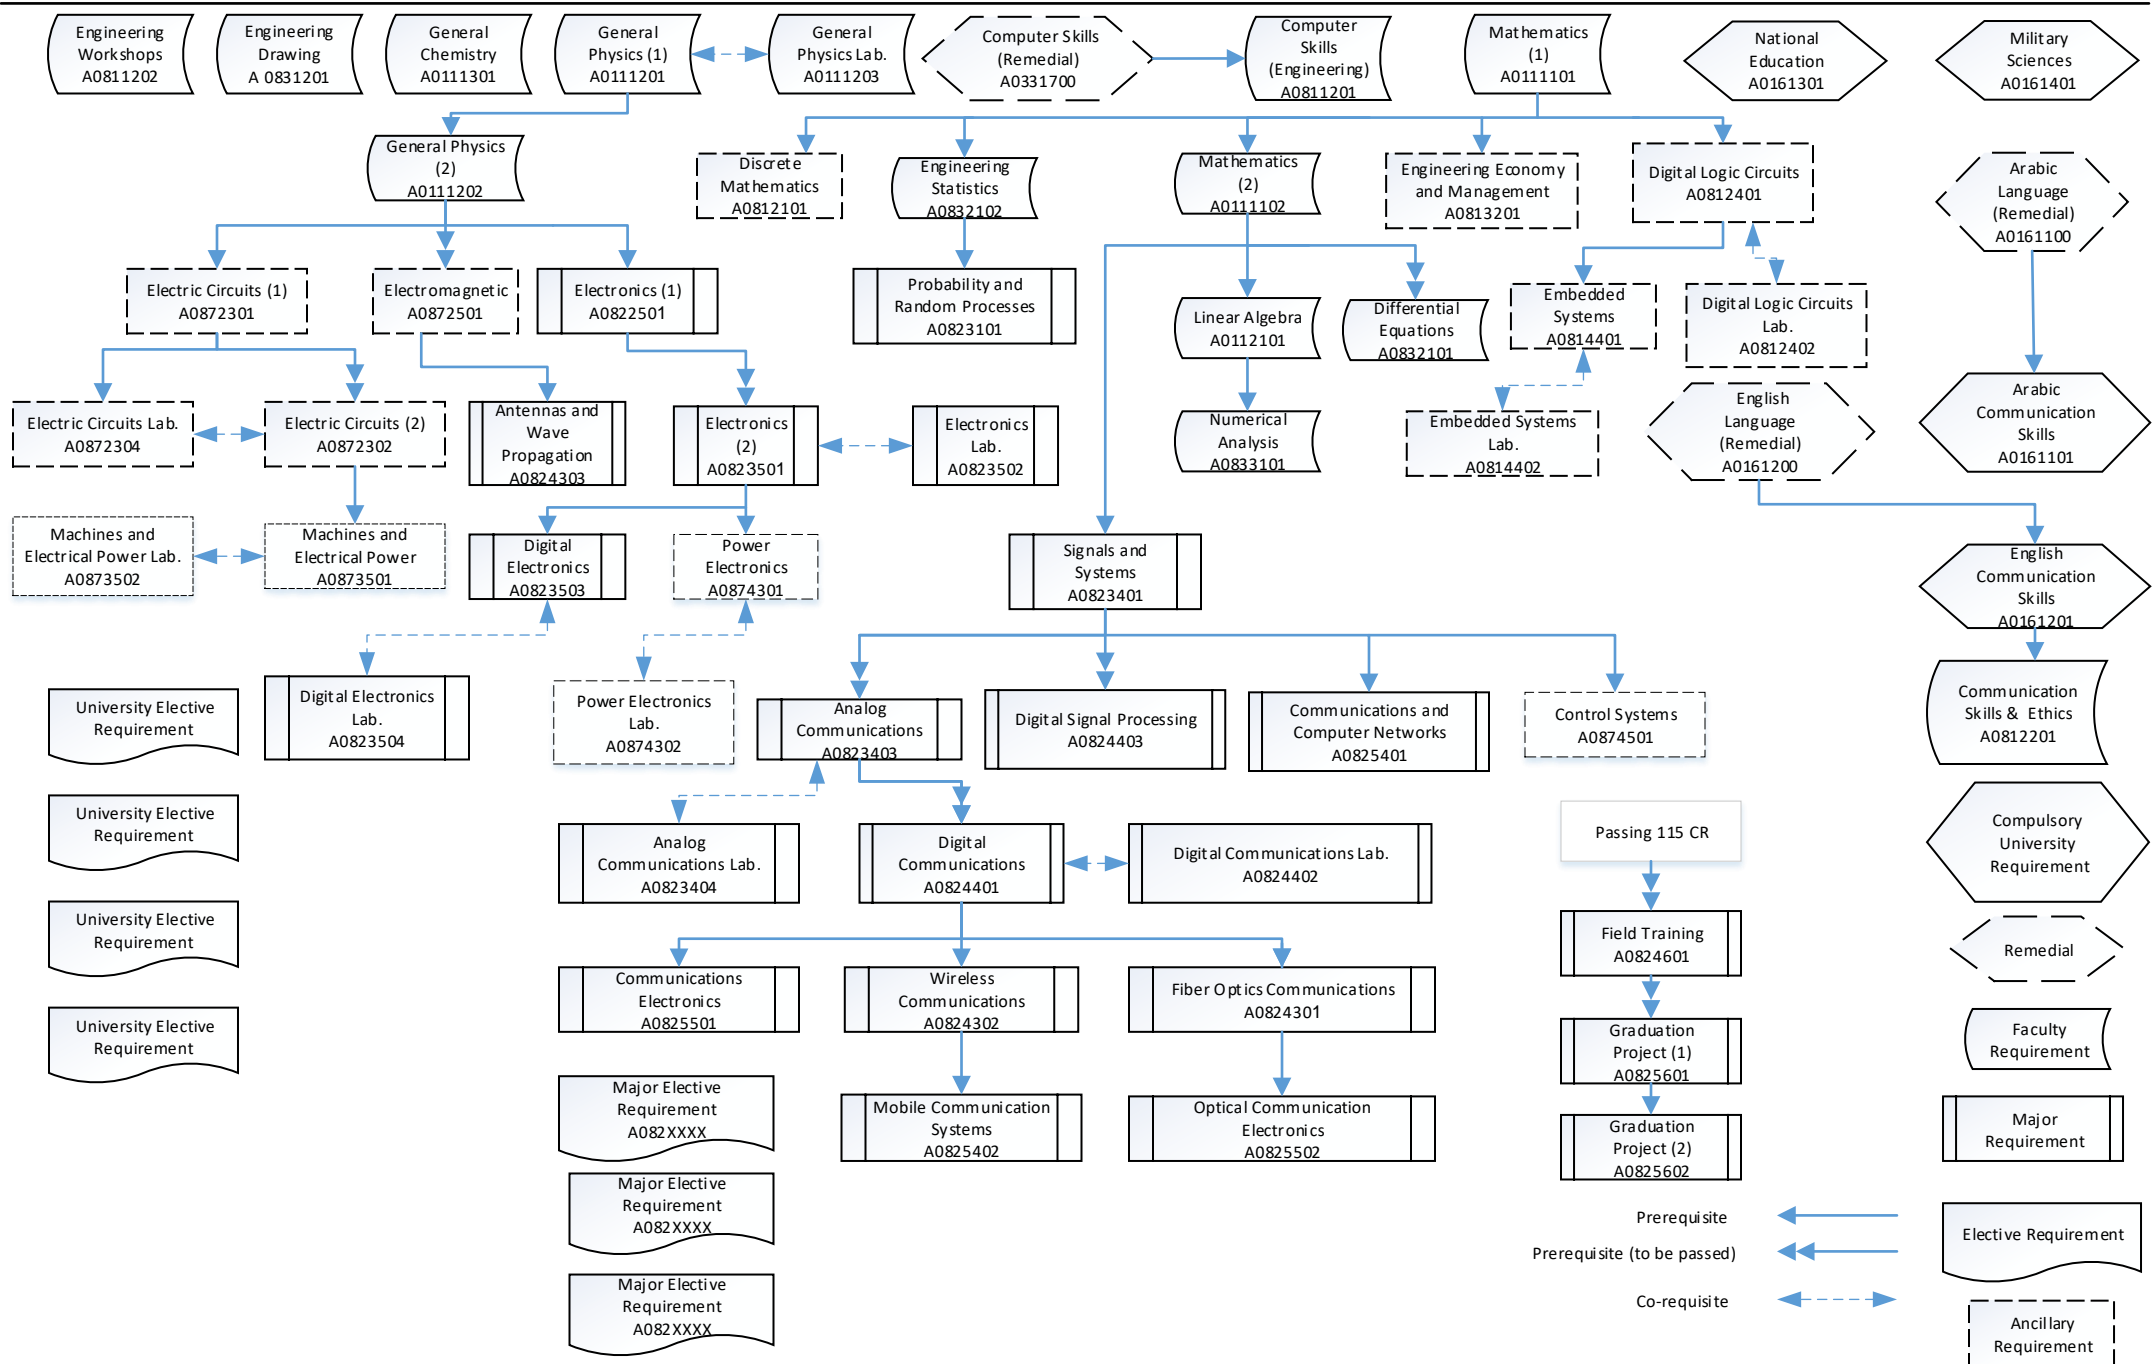 Engineering
Workshops
A0811202
Engineering
Drawing
A 0831201
General
Chemistry
A0111301
General
Physics (1)
A0111201
General
Physics Lab.
A0111203
Computer Skills
(Remedial)
A0331700
Computer
Skills
(Engineering)
A0811201
Mathematics
(1)
A0111101
National
Education
A0161301
Military
Sciences
A0161401
General Physics
(2)
A0111202
Discrete
Mathematics
A0812101
Engineering
Statistics
A0832102
Mathematics
(2)
A0111102
Engineering Economy
and Management
A0813201
Digital Logic Circuits
A0812401
Arabic
Language
(Remedial)
A0161100
Electric Circuits (1)
A0872301
Electromagnetic
A0872501
Electronics (1)
A0822501
Probability and
Random Processes
A0823101
Linear Algebra
A0112101
Differential
Equations
A0832101
Embedded
Systems
A0814401
Digital Logic Circuits
Lab.
A0812402
Electric Circuits Lab.
A0872304
Electric Circuits (2)
A0872302
Antennas and
Wave
Propagation
A0824303
Electronics
(2)
A0823501
Electronics
Lab.
A0823502
Numerical
Analysis
A0833101
Embedded Systems
Lab.
A0814402
English
Language
(Remedial)
A0161200
Arabic
Communication
Skills
A0161101
Machines and
Electrical Power Lab.
A0873502
Machines and
Electrical Power
A0873501
Digital
Electronics
A0823503
Power
Electronics
A0874301
Signals and
Systems
A0823401
English
Communication
Skills
A0161201
University Elective
Requirement
Digital Electronics
Lab.
A0823504
Power Electronics
Lab.
A0874302
Analog
Communications
A0823403
Digital Signal Processing
A0824403
Communications and
Computer Networks
A0825401
Control Systems
A0874501
Communication
Skills & Ethics
A0812201
University Elective
Requirement
Analog
Communications Lab.
A0823404
Digital
Communications
A0824401
Digital Communications Lab.
A0824402
Passing 115 CR
Compulsory
University
Requirement
University Elective
Requirement
Field Training
A0824601
Remedial
University Elective
Requirement
Communications
Electronics
A0825501
Wireless
Communications
A0824302
Fiber Optics Communications
A0824301
Graduation
Project (1)
A0825601
Faculty
Requirement
Major Elective
Requirement
A082XXXX
Mobile Communication
Systems
A0825402
Optical Communication
Electronics
A0825502
Graduation
Project (2)
A0825602
Major
Requirement
Major Elective
Requirement
A082XXXX
Prerequisite
Prerequisite (to be passed)
Co-requisite
Elective Requirement
Major Elective
Requirement
A082XXXX
Ancillary
Requirement